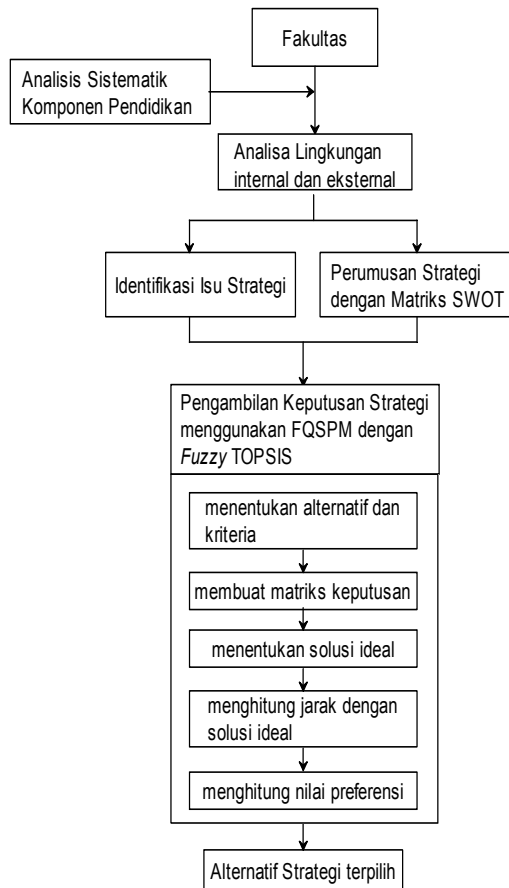 Fakultas
Analisis Sistematik
Komponen Pendidikan
Analisa Lingkungan
internal dan eksternal
Identifikasi Isu Strategi
Perumusan Strategi
dengan Matriks SWOT
Pengambilan Keputusan Strategi
menggunakan FQSPM dengan
Fuzzy TOPSIS
menentukan alternatif dan
kriteria
membuat matriks keputusan
menentukan solusi ideal
menghitung jarak dengan
solusi ideal
menghitung nilai preferensi
Alternatif Strategi terpilih